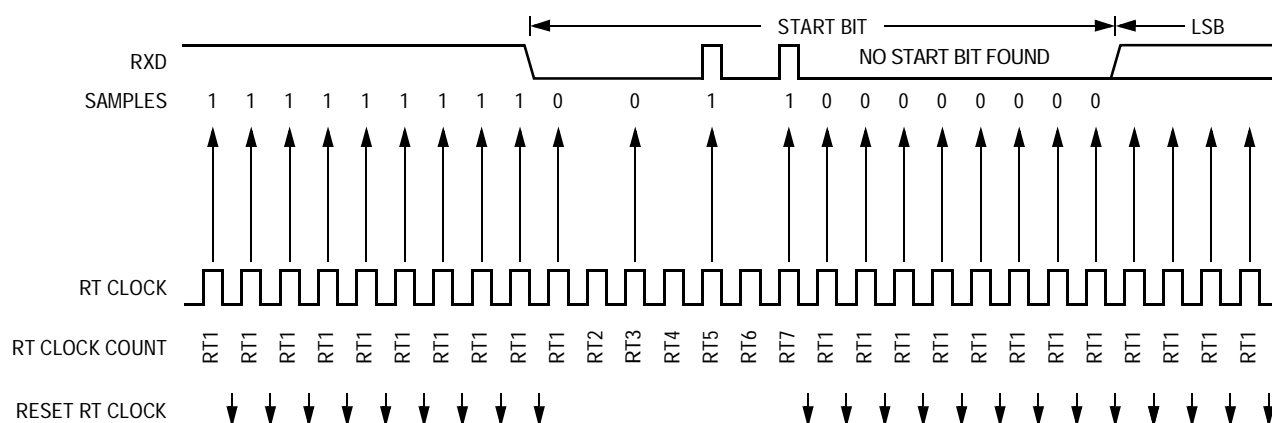 START BIT LSB
RXD NO START BIT FOUND
SAMPLES 1 1 1 1 1 1 1 1 1 0 0 1 1 0 0 0 0 0 0 0 0
RT CLOCK
RT CLOCK COUNT RT1 RT1 RT1 RT1 RT1 RT1 RT1 RT1 RT1 RT1 RT2 RT3 RT4 RT5 RT6 RT7 RT1 RT1 RT1 RT1 RT1 RT1 RT1 RT1 RT1 RT1 RT1 RT1
RESET RT CLOCK